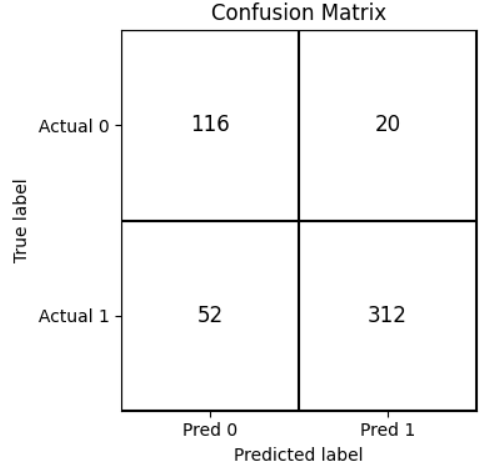 Confusion Matrix
True label
Actual 0
116 20
Actual 1
52 312
Pred 0 Pred 1
Predicted label